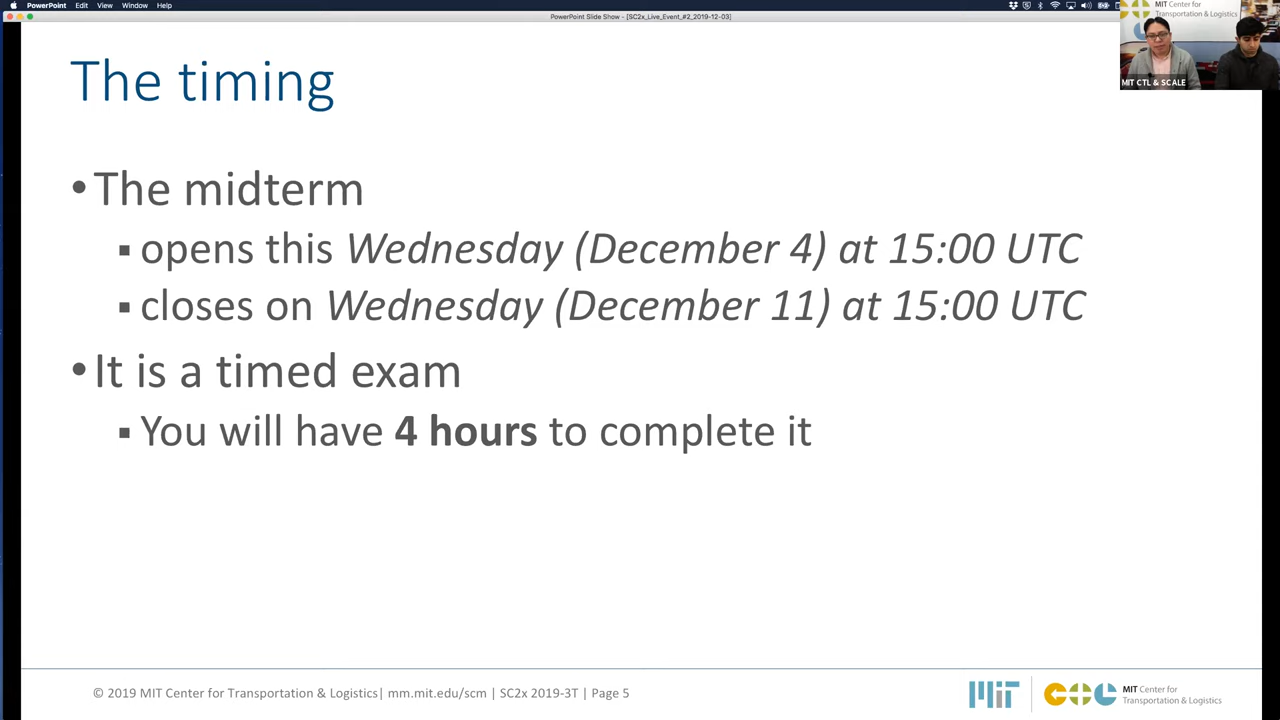 PowerPoint Edit View Window Help
PowerPoint Slide Show - [SC2x_Live_Event_#2_2019-12-03]
MIT Center for
Transportation & Logistics
MIT CTL & SCALE
The timing
•The midterm
▪ opens this Wednesday (December 4) at 15:00 UTC
▪ closes on Wednesday (December 11) at 15:00 UTC
•It is a timed exam
▪ You will have 4 hours to complete it
© 2019 MIT Center for Transportation & Logistics| mm.mit.edu/scm | SC2x 2019-3T | Page 5
MIT
CTL
MIT Center for
Transportation & Logistics